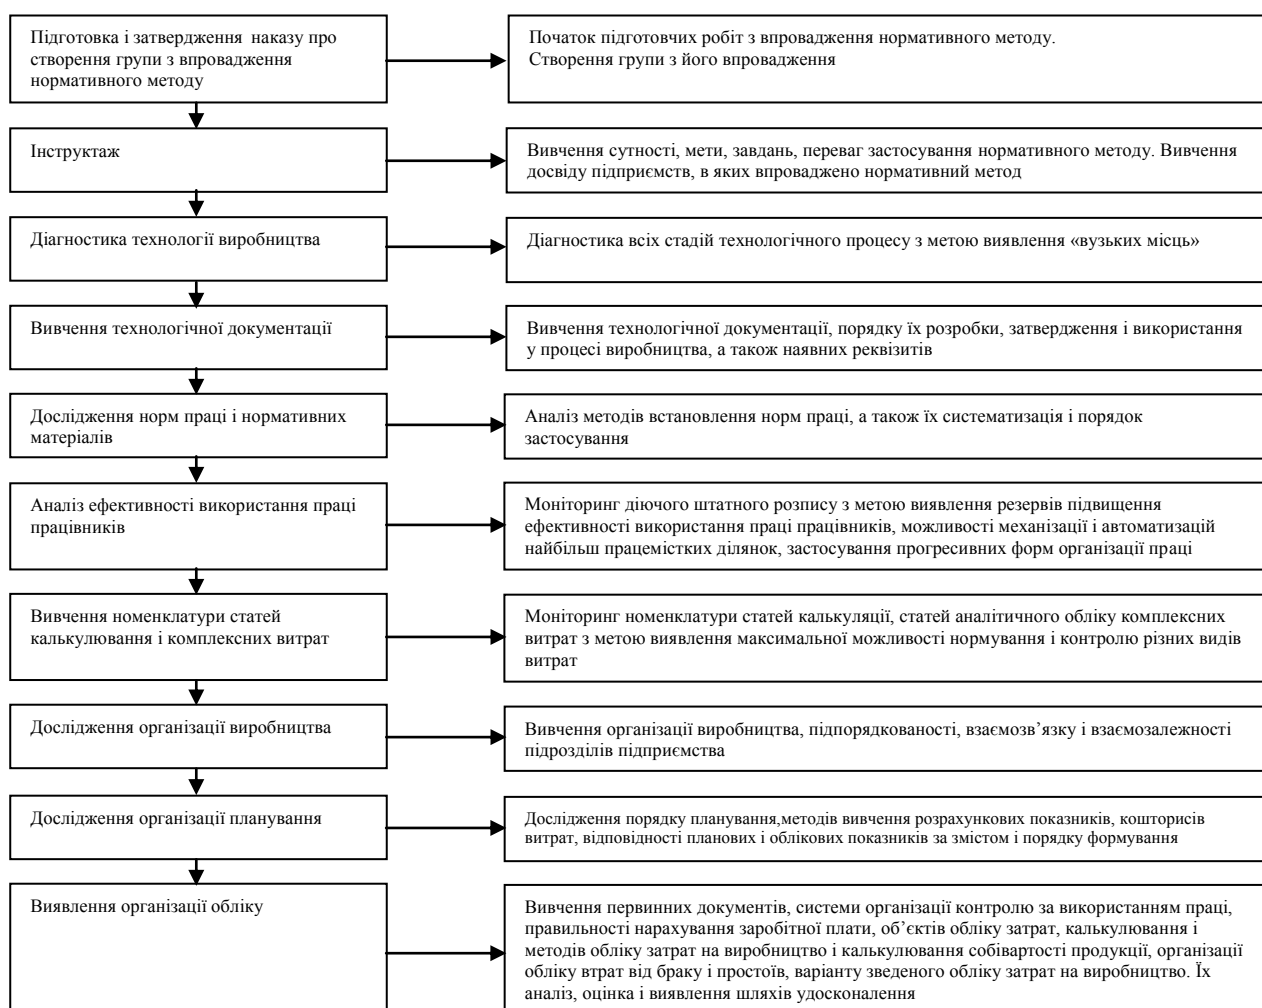 Підготовка і затвердження наказу про
створення групи з впровадження
нормативного методу
Початок підготовчих робіт з впровадження нормативного методу.
Створення групи з його впровадження
Інструктаж
Вивчення сутності, мети, завдань, переваг застосування нормативного методу. Вивчення
досвіду підприємств, в яких впроваджено нормативний метод
Діагностика технології виробництва
Діагностика всіх стадій технологічного процесу з метою виявлення «вузьких місць»
Вивчення технологічної документації
Вивчення технологічної документації, порядку їх розробки, затвердження і використання
у процесі виробництва, а також наявних реквізитів
Дослідження норм праці і нормативних
матеріалів
Аналіз методів встановлення норм праці, а також їх систематизація і порядок
застосування
Аналіз ефективності використання праці
працівників
Моніторинг діючого штатного розпису з метою виявлення резервів підвищення
ефективності використання праці працівників, можливості механізації і автоматизацій
найбільш працемістких ділянок, застосування прогресивних форм організації праці
Вивчення номенклатури статей
калькулювання і комплексних витрат
Моніторинг номенклатури статей калькуляції, статей аналітичного обліку комплексних
витрат з метою виявлення максимальної можливості нормування і контролю різних видів
витрат
Дослідження організації виробництва
Вивчення організації виробництва, підпорядкованості, взаємозв’язку і взаємозалежності
підрозділів підприємства
Дослідження організації планування
Дослідження порядку планування,методів вивчення розрахункових показників, кошторисів
витрат, відповідності планових і облікових показників за змістом і порядку формування
Виявлення організації обліку
Вивчення первинних документів, системи організації контролю за використанням праці,
правильності нарахування заробітної плати, об’єктів обліку затрат, калькулювання і
методів обліку затрат на виробництво і калькулювання собівартості продукції, організації
обліку втрат від браку і простоїв, варіанту зведеного обліку затрат на виробництво. Їх
аналіз, оцінка і виявлення шляхів удосконалення